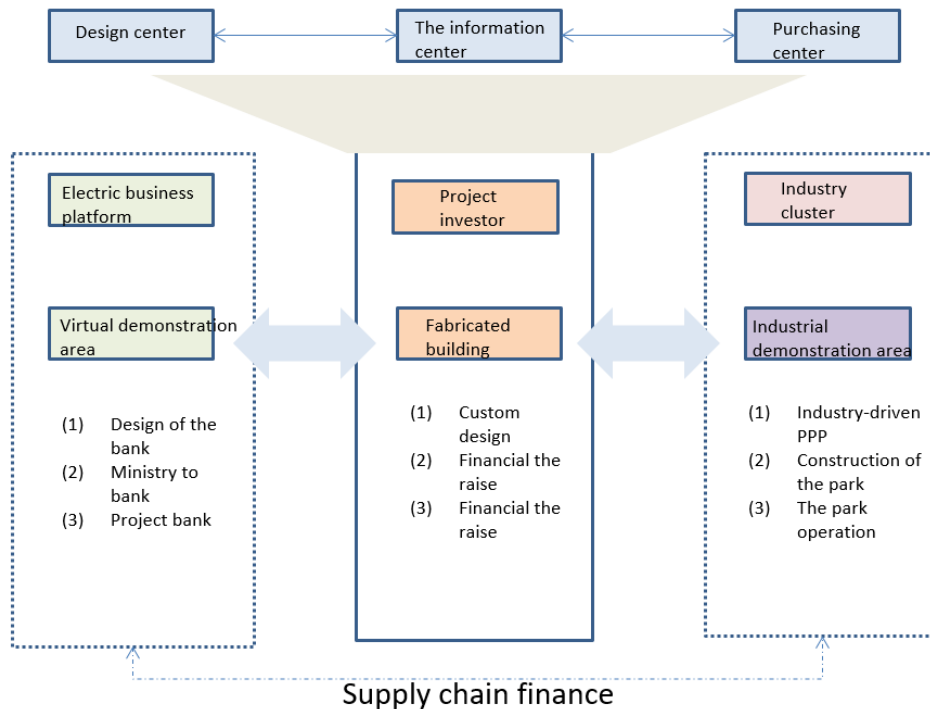 Design center
The information
center
Purchasing
center
Electric business
platform
Project
investor
Industry
cluster
Virtual demonstration
area
Fabricated
building
Industrial
demonstration area
(1) Design of the
bank
(2) Ministry to
bank
(3) Project bank
(1) Custom
design
(2) Financial the
raise
(3) Financial the
raise
(1) Industry-driven
PPP
(2) Construction of
the park
(3) The park
operation
Supply chain finance